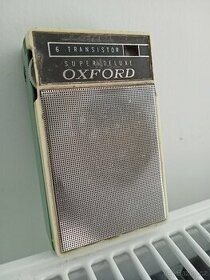 6 TRANSISTOR
SUPER DELUXE
OXFORD